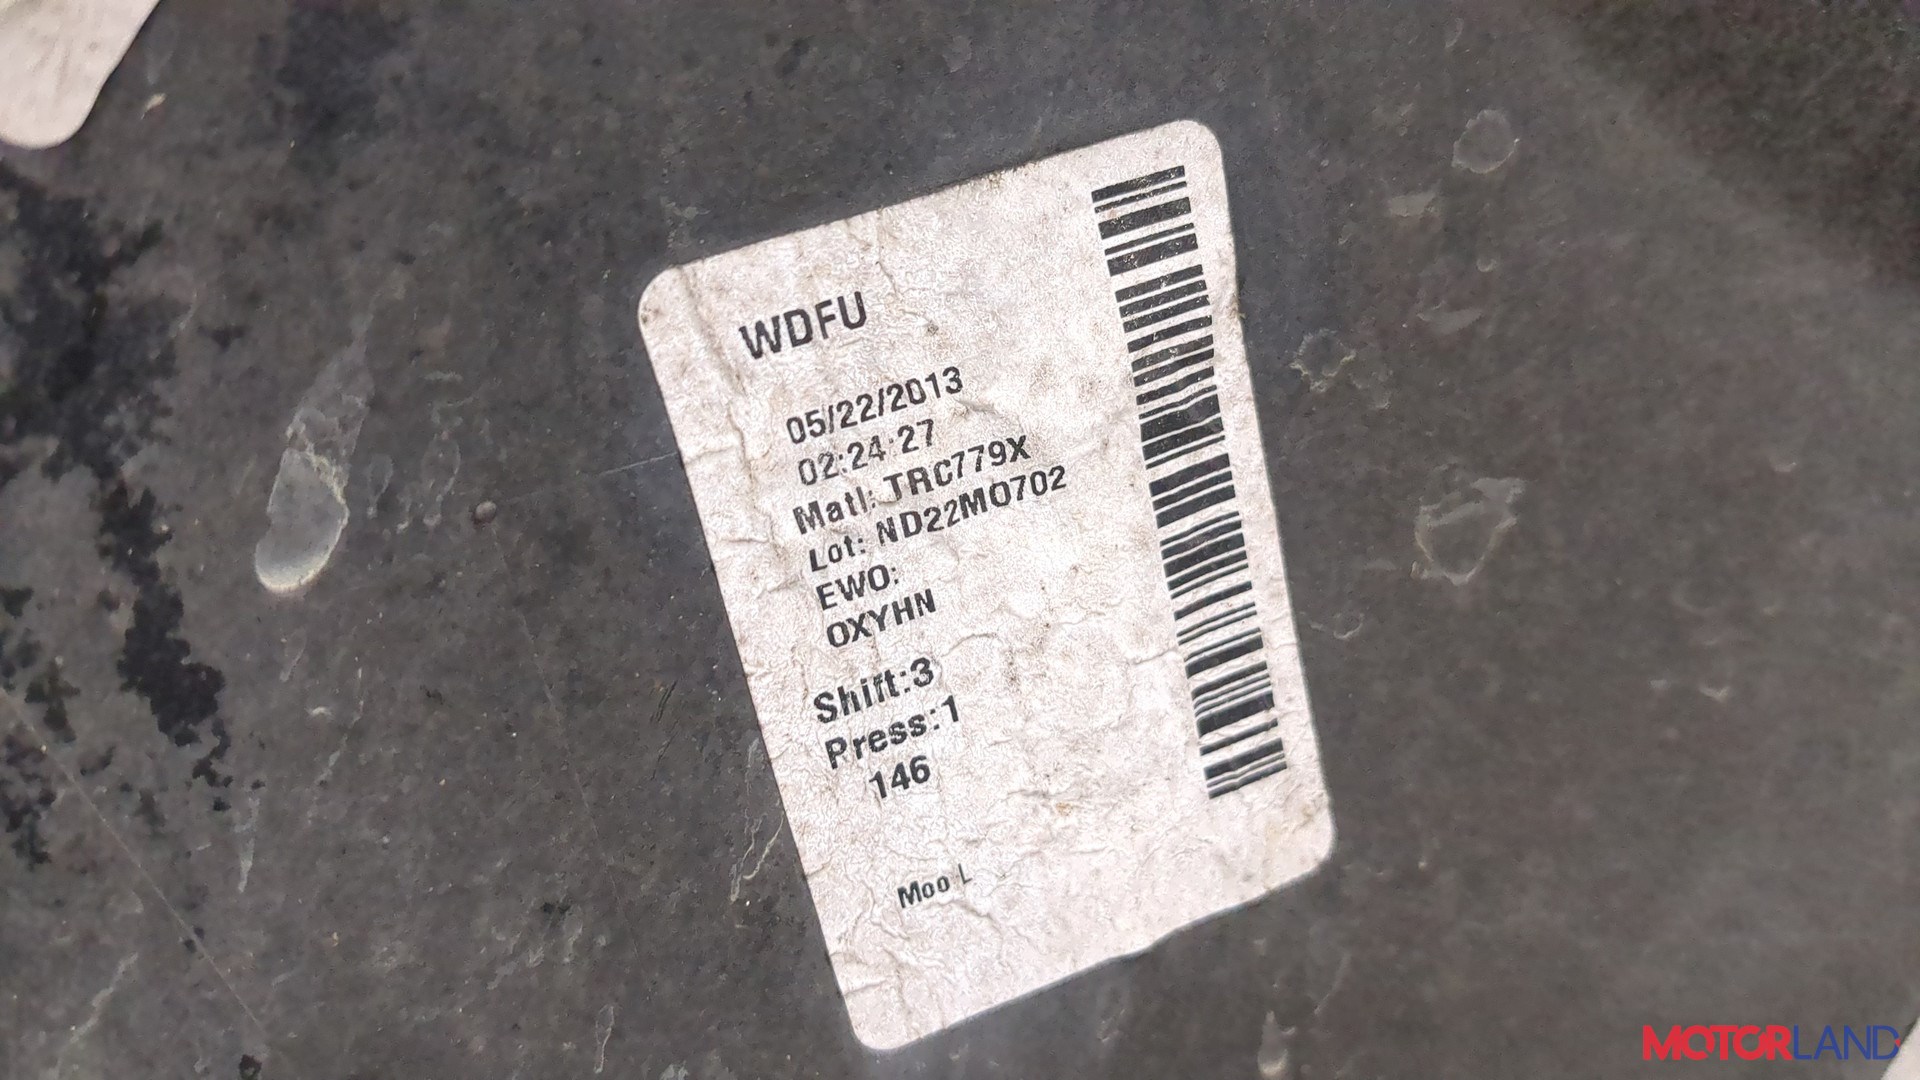 WDFU
05/22/2013
02:24:27
Matl: TRC779X
Lot: ND22M0702
EWO:
OXYHN
Shift:3
Press:1
146
Moo L
MOTORLAND